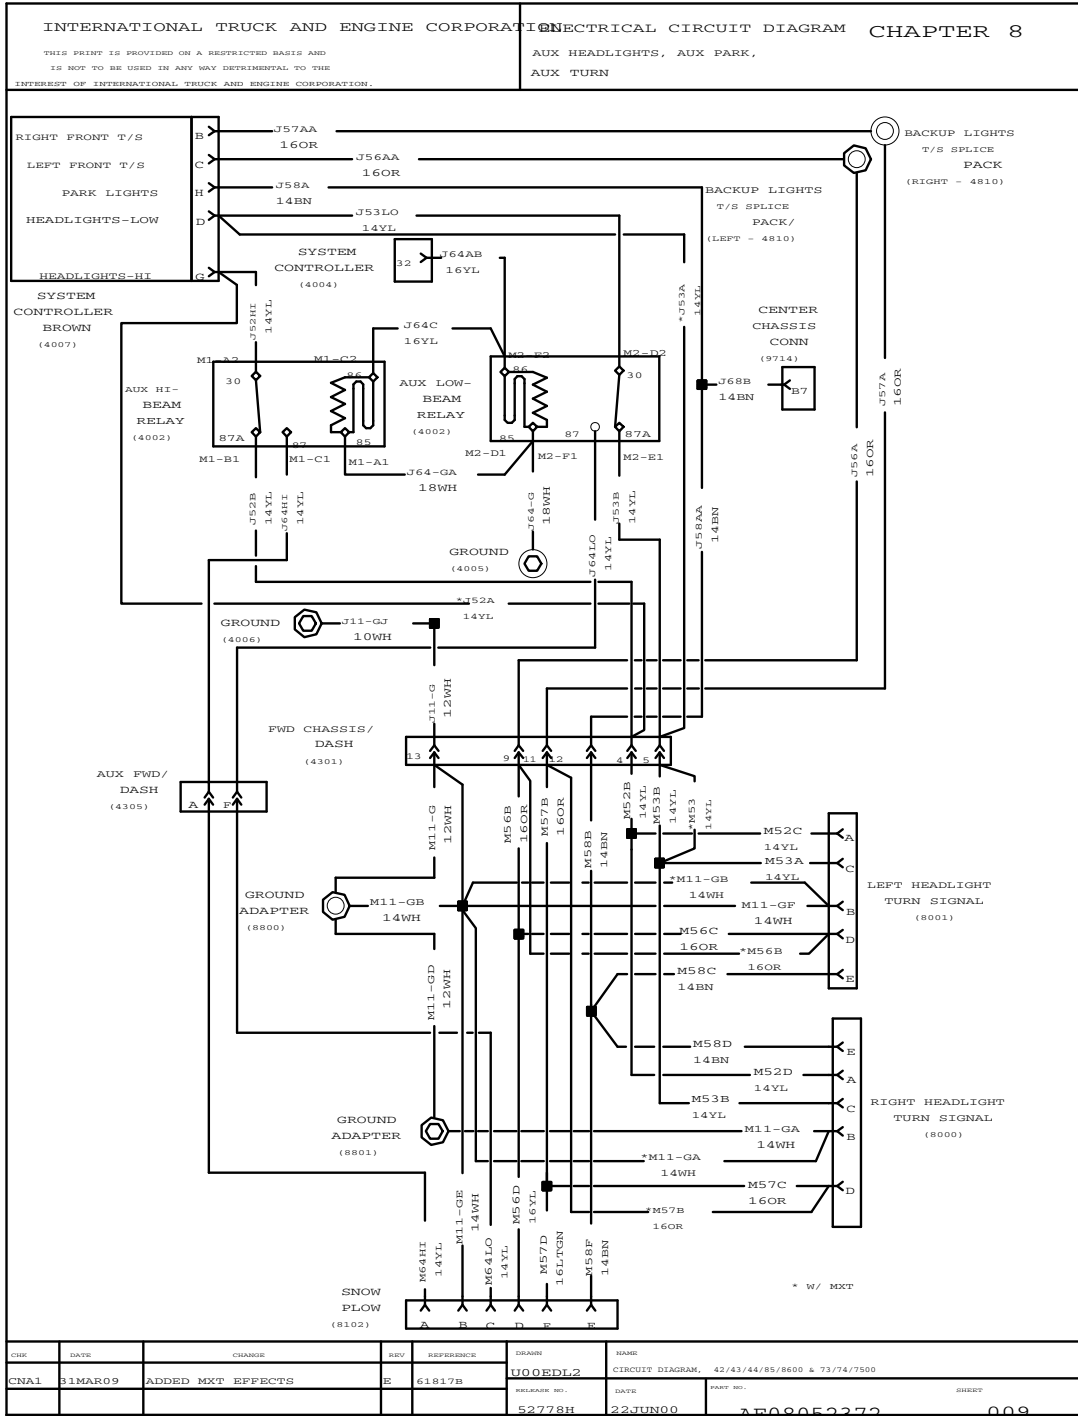 INTERNATIONAL TRUCK AND ENGINE CORPORATION
THIS PRINT IS PROVIDED ON A RESTRICTED BASIS AND
IS NOT TO BE USED IN ANY WAY DETRIMENTAL TO THE
INTEREST OF INTERNATIONAL TRUCK AND ENGINE CORPORATION.
ELECTRICAL CIRCUIT DIAGRAM
AUX HEADLIGHTS, AUX PARK,
AUX TURN
CHAPTER 8
RIGHT FRONT T/S
B
LEFT FRONT T/S
C
PARK LIGHTS
H
HEADLIGHTS-LOW
D
HEADLIGHTS-HI
G
SYSTEM
CONTROLLER
BROWN
(4007)
J57AA
16OR
J56AA
16OR
J58A
14BN
J53LO
14YL
BACKUP LIGHTS
T/S SPLICE
PACK
(RIGHT - 4810)
BACKUP LIGHTS
T/S SPLICE
PACK/
(LEFT - 4810)
SYSTEM
CONTROLLER
(4004)
32
J64AB
16YL
J52HI
14YL
J64C
16YL
*J53A
14YL
CENTER
CHASSIS
CONN
(9714)
B7
J68B
14BN
J57A
16OR
J56A
16OR
M1-A2
M1-C2
30
86
87A
87
85
AUX HI-
BEAM
RELAY
(4002)
M1-B1
M1-C1
M1-A1
AUX LOW-
BEAM
RELAY
(4002)
M2-F2
M2-D2
86
30
85
87
87A
M2-D1
M2-F1
M2-E1
J64-GA
18WH
J52B
14YL
J64HI
14YL
J64-G
18WH
J53B
14YL
J64LO
14YL
J58AA
14BN
GROUND
(4005)
*J52A
14YL
GROUND
(4006)
J11-GJ
10WH
J11-G
12WH
FWD CHASSIS/
DASH
(4301)
13
9
11
12
4
5
AUX FWD/
DASH
(4305)
A
F
M11-G
12WH
M56B
16OR
M57B
16OR
M58B
14BN
M52B
14YL
M53B
14YL
*M53
14YL
M52C
14YL
M53A
14YL
*M11-GB
14WH
M11-GF
14WH
M56C
16OR
*M56B
16OR
M58C
14BN
A
C
B
D
E
LEFT HEADLIGHT
TURN SIGNAL
(8001)
GROUND
ADAPTER
(8800)
M11-GB
14WH
M11-GD
12WH
M58D
14BN
M52D
14YL
M53B
14YL
M11-GA
14WH
*M11-GA
14WH
M57C
16OR
*M57B
16OR
E
A
C
B
D
RIGHT HEADLIGHT
TURN SIGNAL
(8000)
GROUND
ADAPTER
(8801)
M64HI
14YL
M11-GE
14WH
M64LO
14YL
M56D
16YL
M57D
16LTGN
M58F
14BN
* W/ MXT
SNOW
PLOW
(8102)
A
B
C
D
E
F
CHK
DATE
CHANGE
REV
REFERENCE
DRAWN
NAME
CNA1
31MAR09
ADDED MXT EFFECTS
E
61817B
U00EDL2
CIRCUIT DIAGRAM, 42/43/44/85/8600 & 73/74/7500
RELEASE NO.
DATE
PART NO.
SHEET
52778H
22JUN00
AE08052372
009